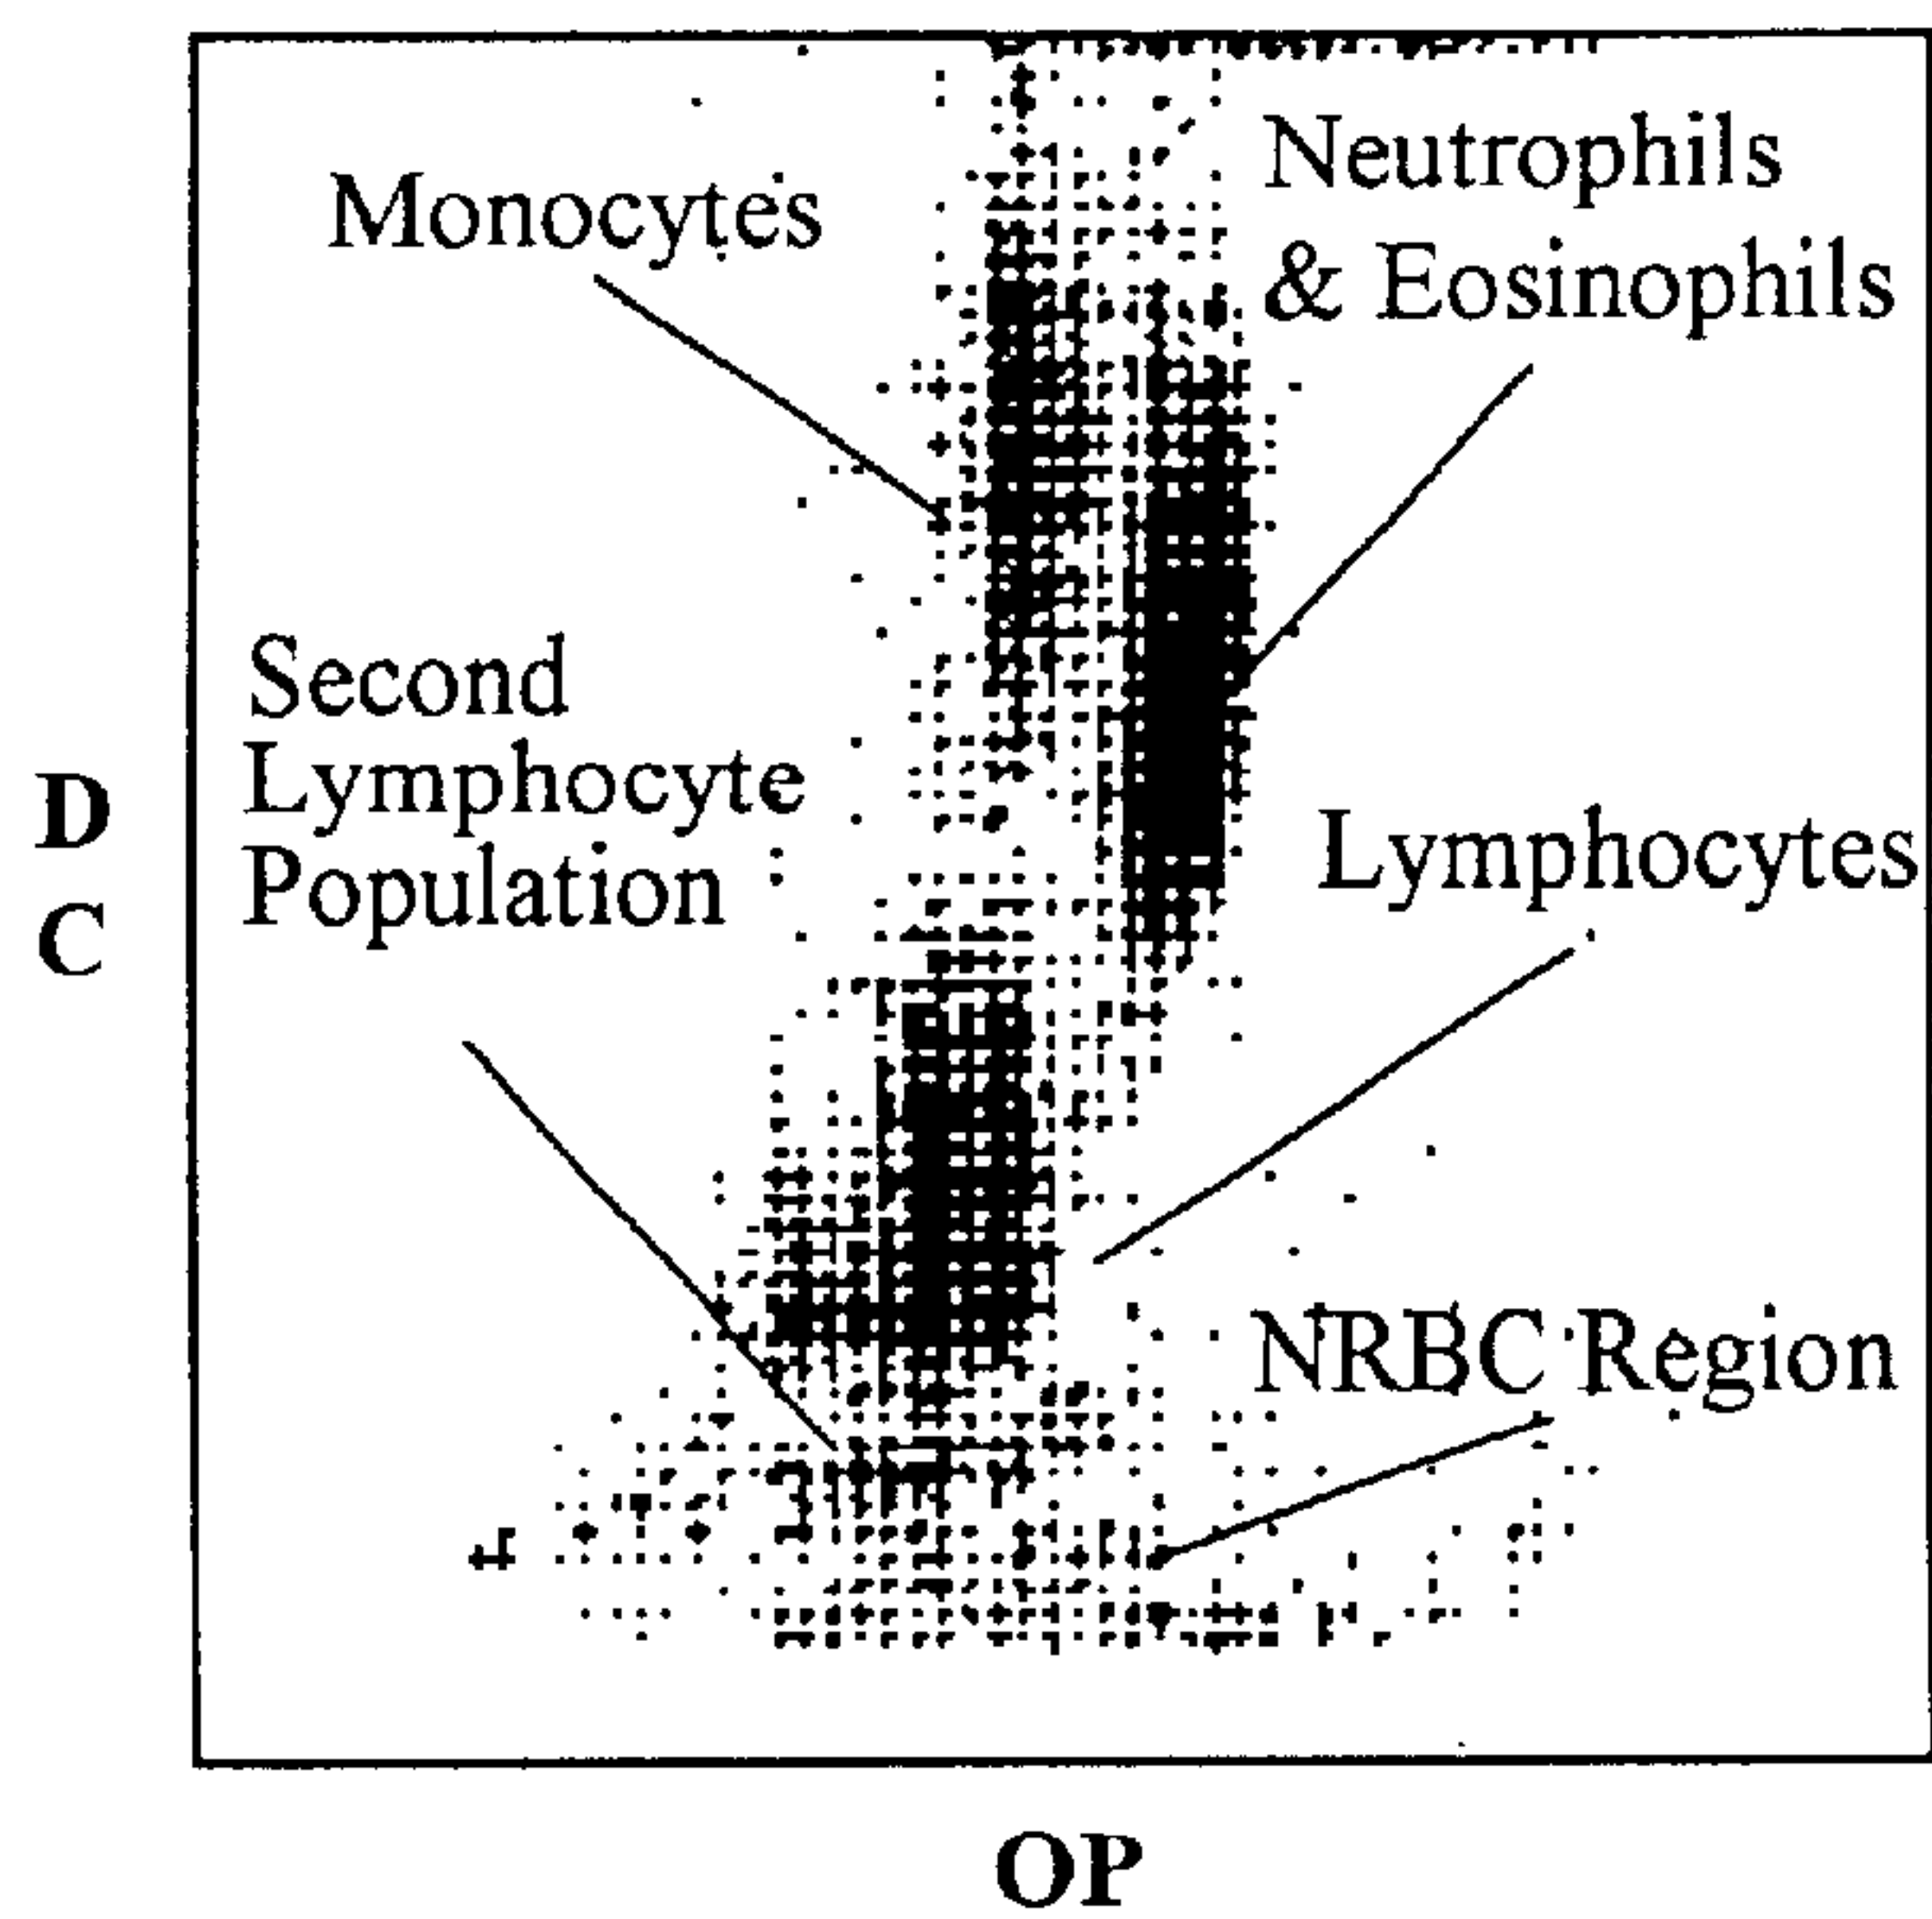 Monocytes
Neutrophils
& Eosinophils
Second
Lymphocyte
Population
Lymphocytes
NRBC Region
D
C
OP